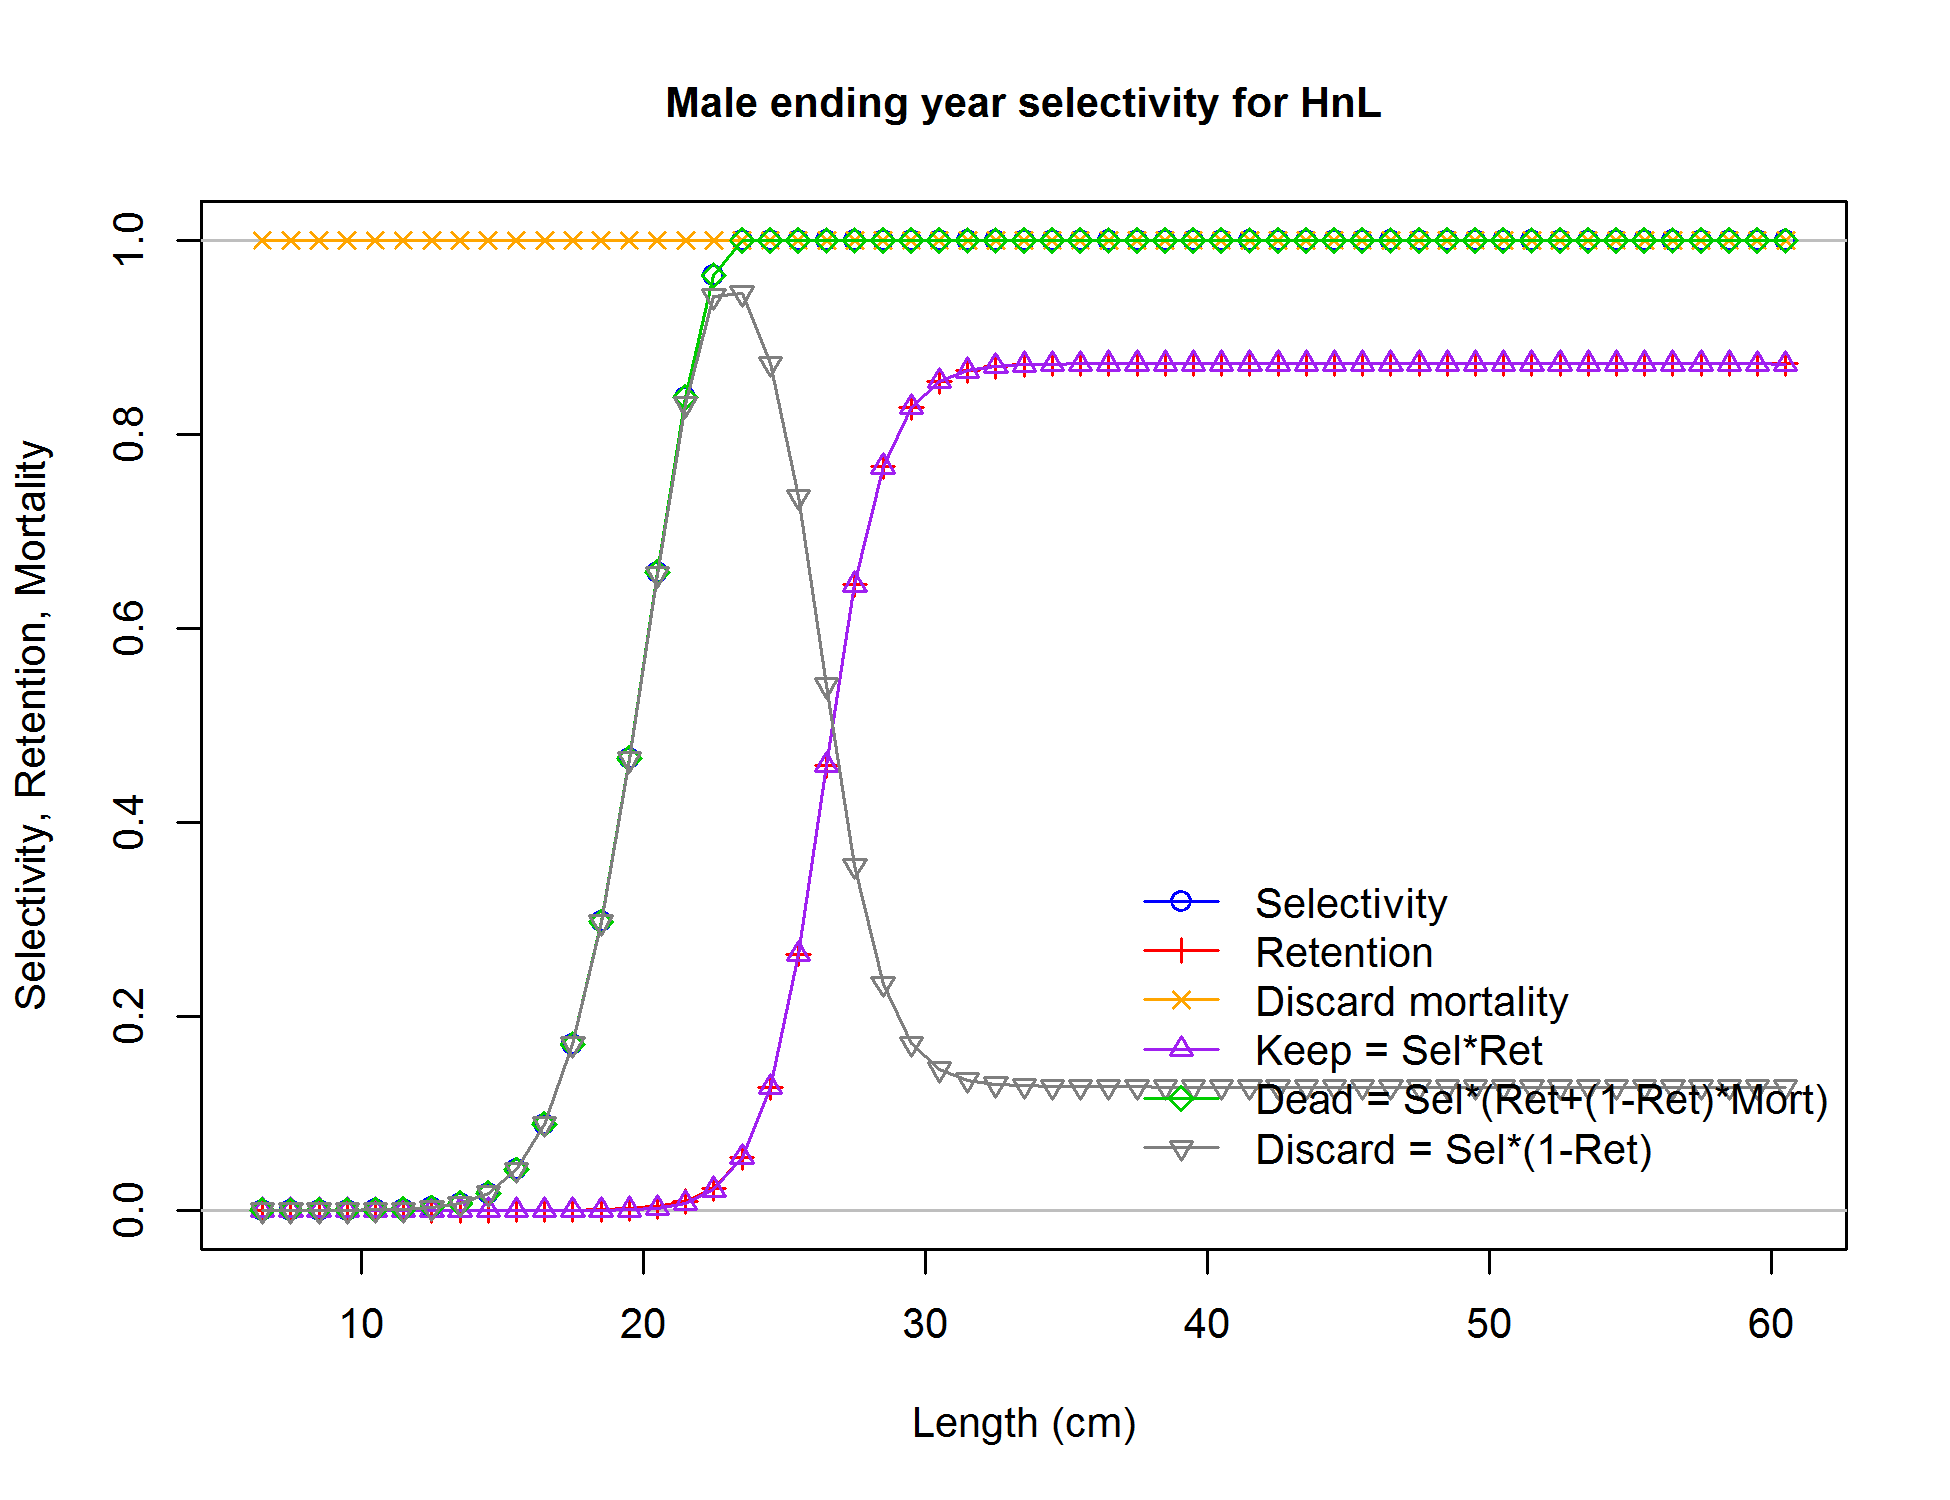 Male ending year selectivity for HnL
Selectivity, Retention, Mortality
1.0
0.8
0.6
0.4
0.2
0.0
Selectivity
Retention
Discard mortality
Keep = Sel*Ret
Dead = Sel*(Ret+(1-Ret)*Mort)
Discard = Sel*(1-Ret)
10 20 30 40 50 60
Length (cm)